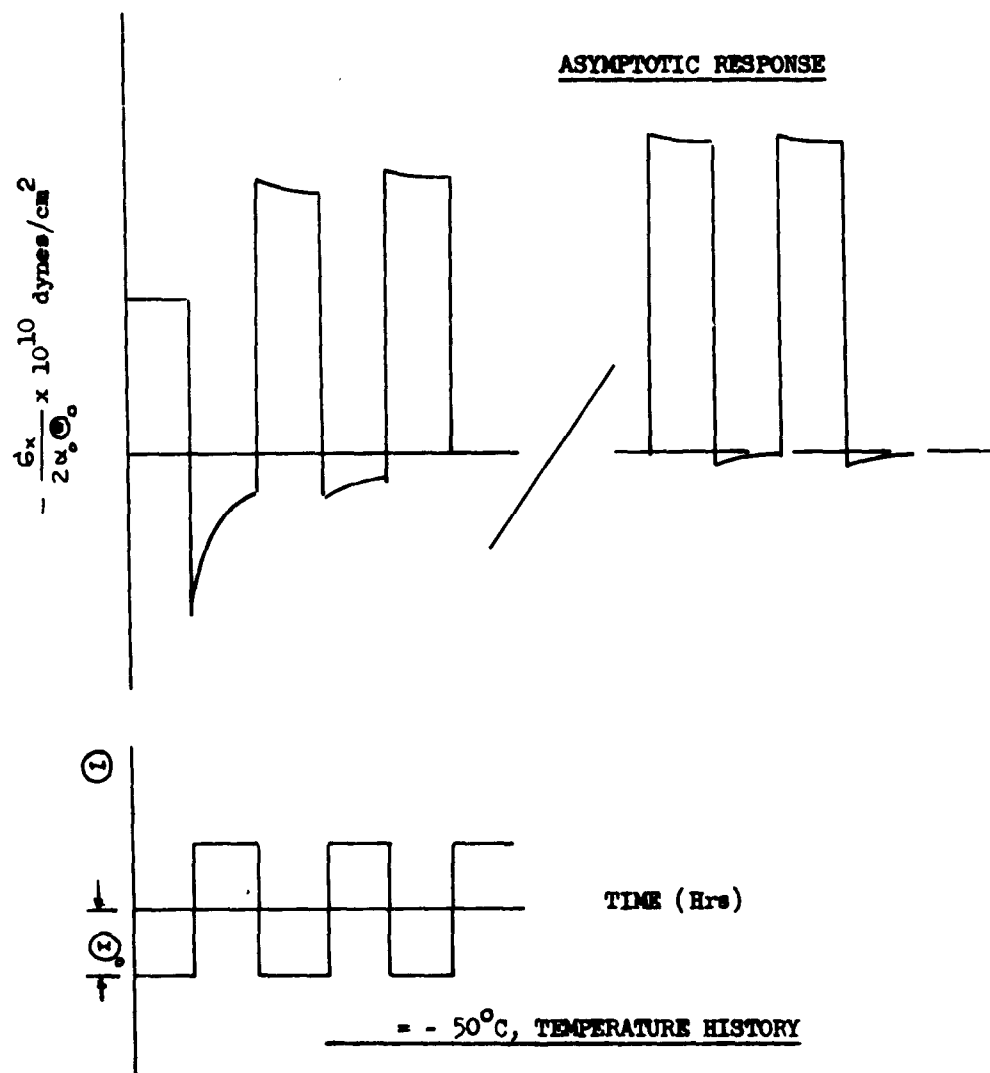 ASYMPTOTIC RESPONSE
- σx / 2α₀Θ₀ x 10^10 dynes/cm^2
Θ
Θ₀
TIME (Hrs)
= - 50°C, TEMPERATURE HISTORY